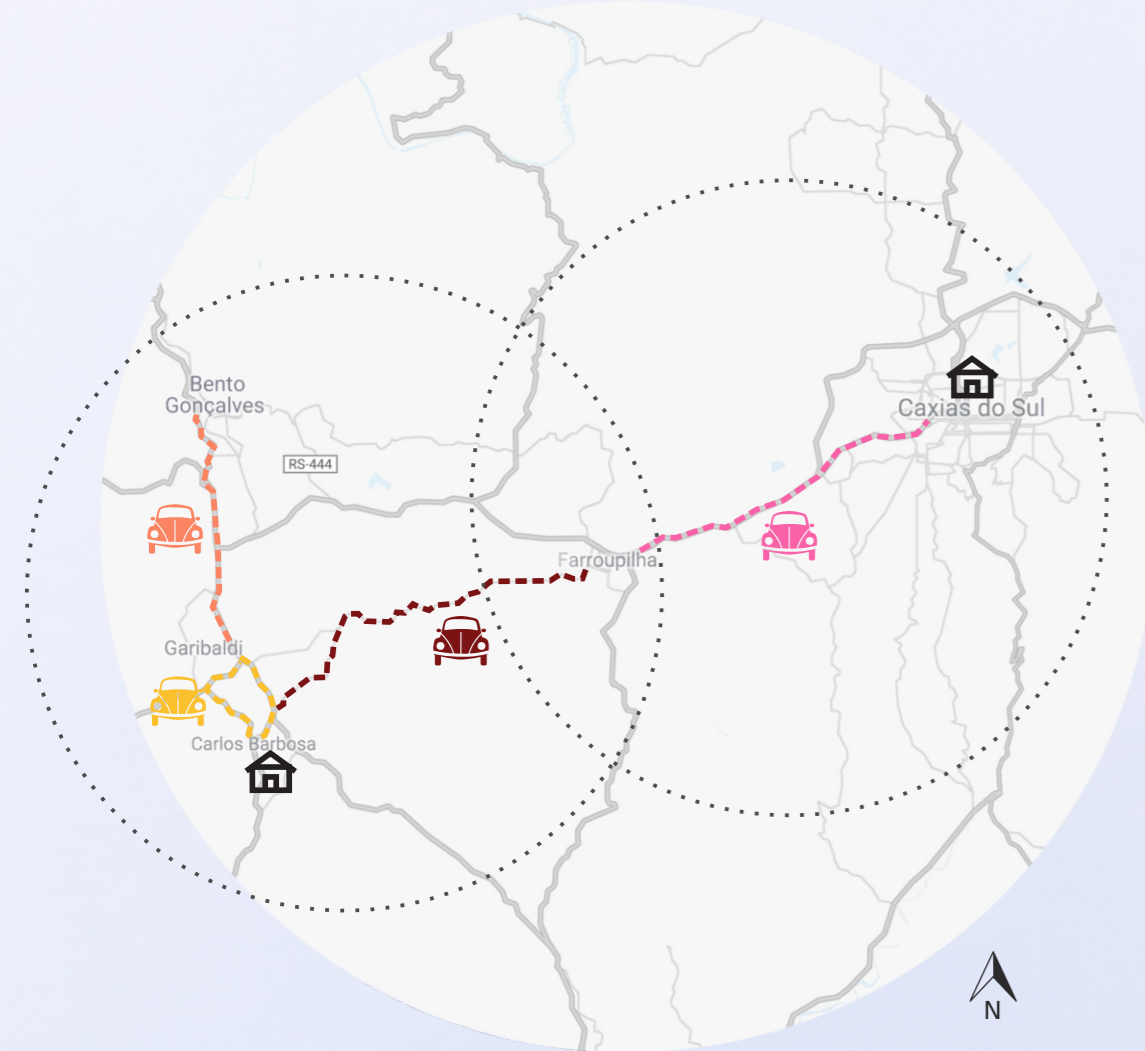 Bento
Gonçalves
Caxias do Sul
RS-444
Farroupilha
Garibaldi
Carlos Barbosa
N